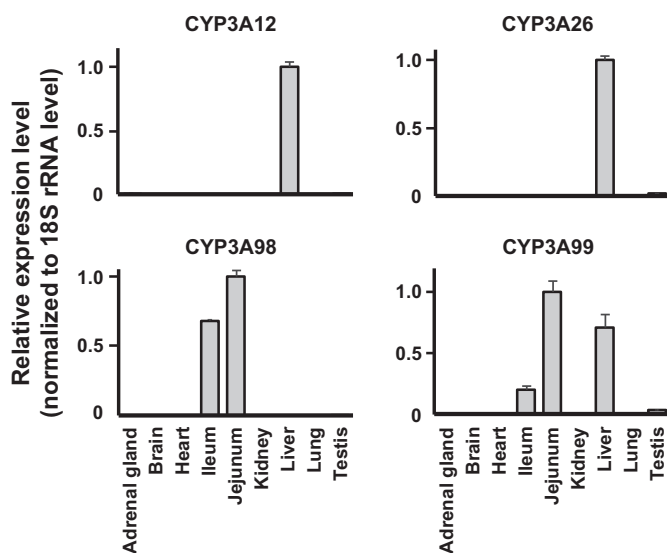 Relative expression level
(normalized to 18S rRNA level)
CYP3A12
1.0
0.5
0
CYP3A26
1.0
0.5
0
CYP3A98
1.0
0.5
0
Adrenal gland
Brain
Heart
Ileum
Jejunum
Kidney
Liver
Lung
Testis
CYP3A99
1.0
0.5
0
Adrenal gland
Brain
Heart
Ileum
Jejunum
Kidney
Liver
Lung
Testis